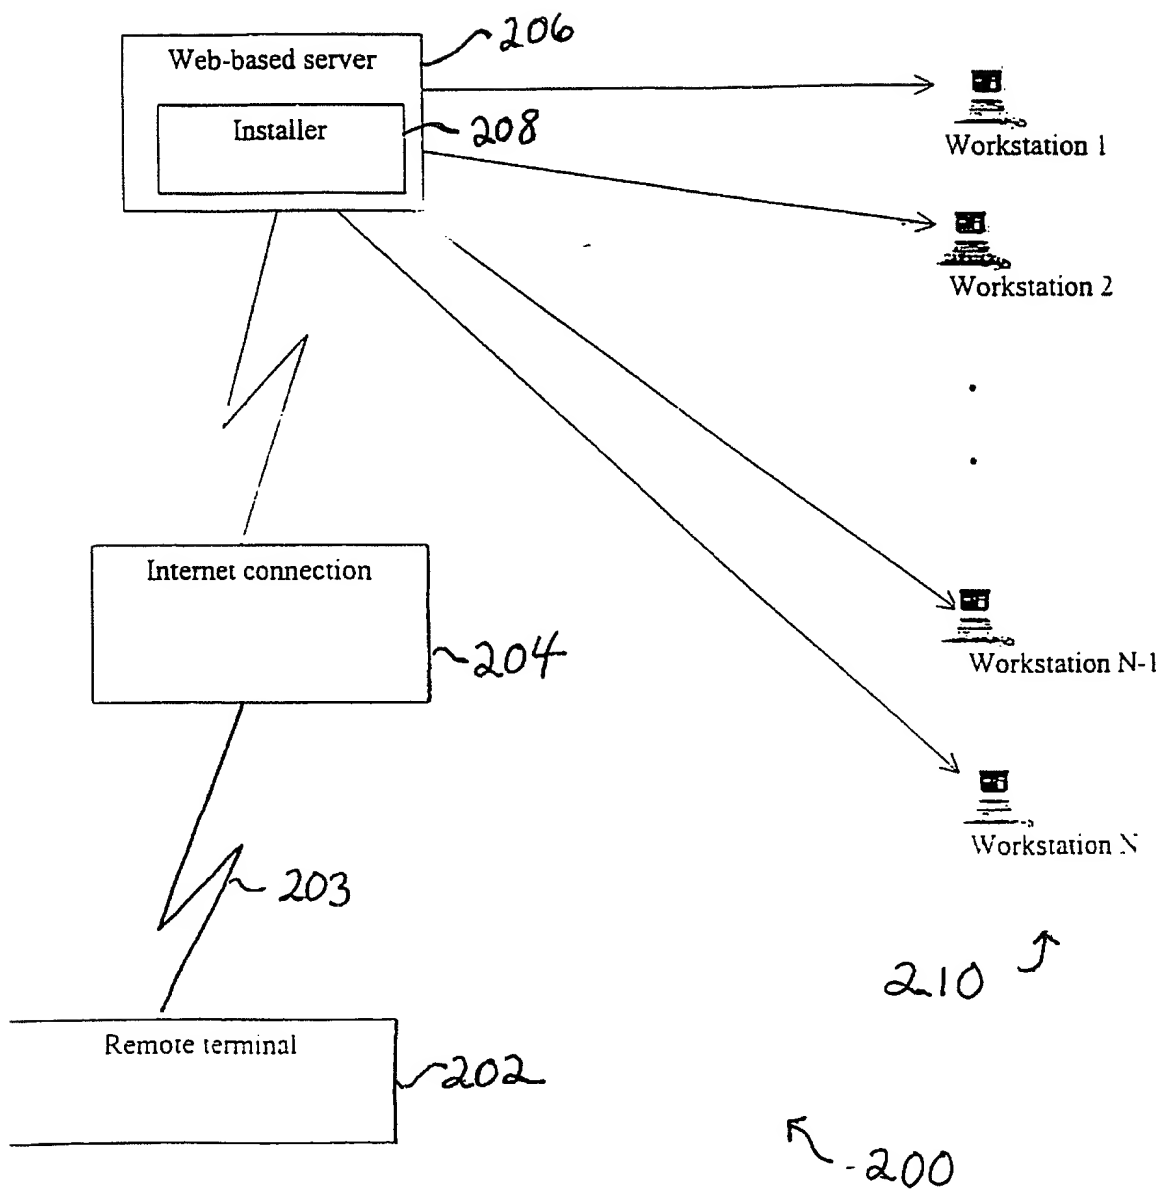 206
Web-based server
Installer
208
Workstation 1
Workstation 2
Internet connection
204
Workstation N-1
Workstation N
203
210
Remote terminal
202
200